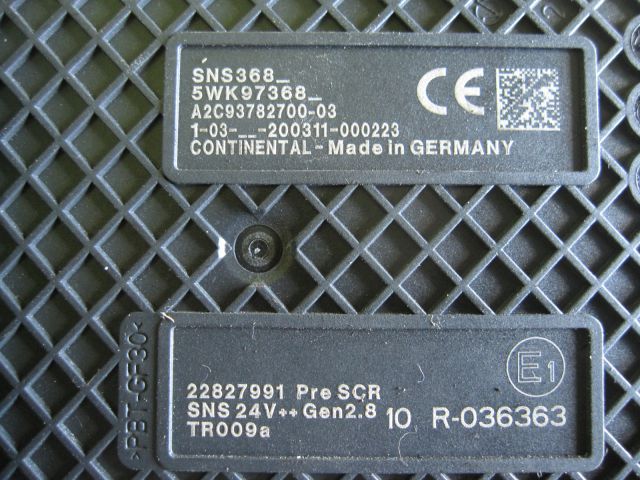 SNS368_
5WK97368_
A2C93782700-03
1-03-__-200311-000223
CONTINENTAL - Made in GERMANY
CE
>PBT-GF30<
22827991 Pre SCR
SNS 24V++ Gen2.8
TR009a
10 R-036363
E1